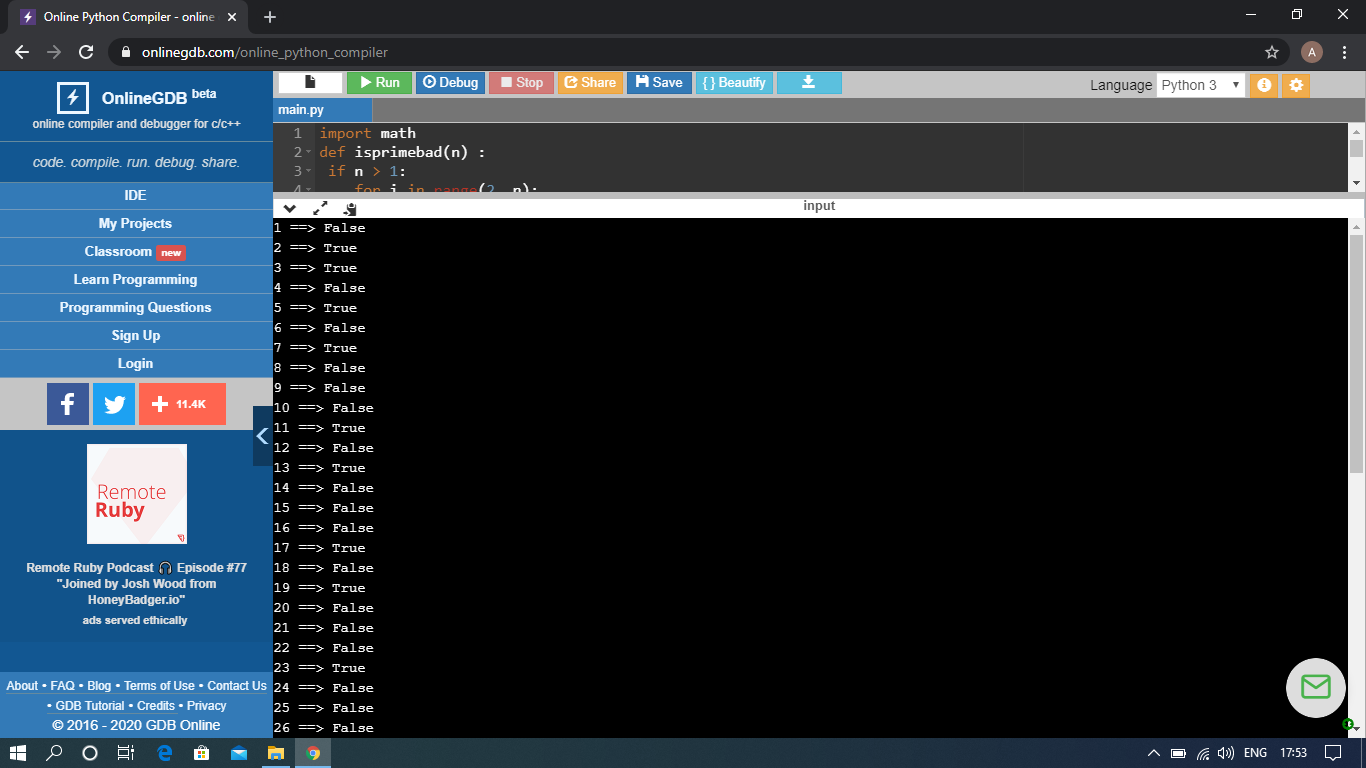 Online Python Compiler - online
onlinegdb.com/online_python_compiler
A
OnlineGDB beta
online compiler and debugger for c/c++
code. compile. run. debug. share.
IDE
My Projects
Classroom new
Learn Programming
Programming Questions
Sign Up
Login
f
11.4K
Remote
Ruby
Remote Ruby Podcast 🎧 Episode #77
"Joined by Josh Wood from
HoneyBadger.io"
ads served ethically
About • FAQ • Blog • Terms of Use • Contact Us
• GDB Tutorial • Credits • Privacy
© 2016 - 2020 GDB Online
Run Debug Stop Share Save { } Beautify
Language Python 3
main.py
1 import math
2 def isprimebad(n) :
3 if n > 1:
4 for i in range(2, n):
input
1 ==> False
2 ==> True
3 ==> True
4 ==> False
5 ==> True
6 ==> False
7 ==> True
8 ==> False
9 ==> False
10 ==> False
11 ==> True
12 ==> False
13 ==> True
14 ==> False
15 ==> False
16 ==> False
17 ==> True
18 ==> False
19 ==> True
20 ==> False
21 ==> False
22 ==> False
23 ==> True
24 ==> False
25 ==> False
26 ==> False
ENG 17:53